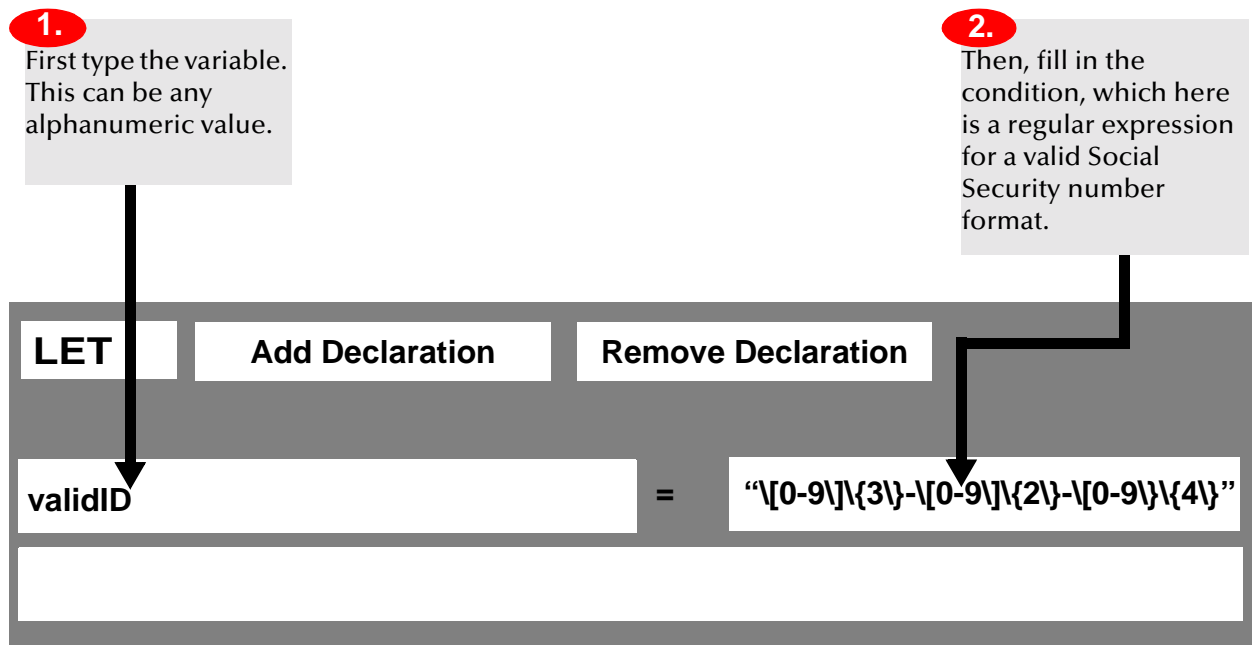 1.
First type the variable.
This can be any
alphanumeric value.
2.
Then, fill in the
condition, which here
is a regular expression
for a valid Social
Security number
format.
LET
Add Declaration
Remove Declaration
validID = “\[0-9\]\{3\}-\[0-9\]\{2\}-\[0-9\}\{4\}”